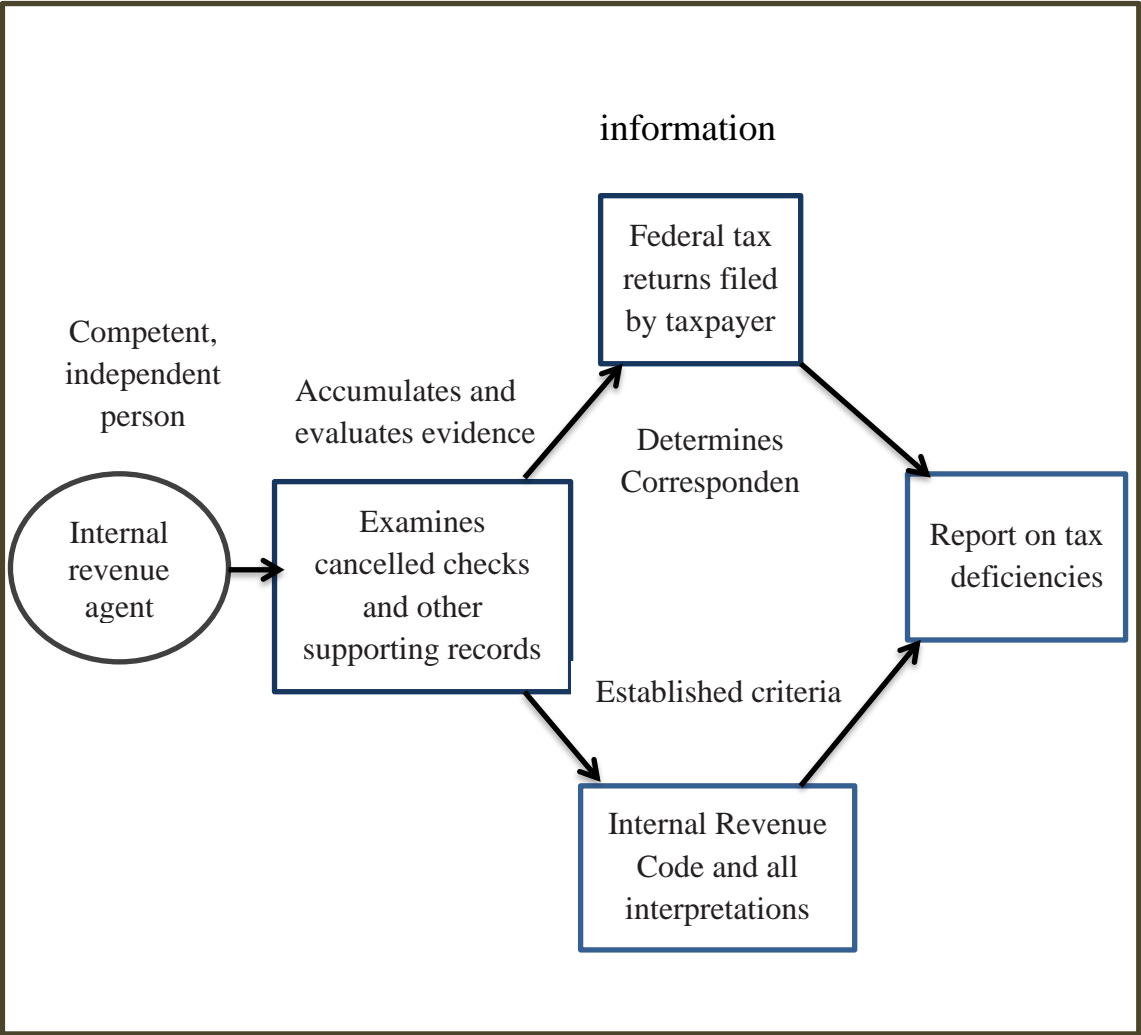 information
Federal tax
returns filed
by taxpayer
Competent,
independent
person
Accumulates and
evaluates evidence
Determines
Corresponden
Internal
revenue
agent
Examines
cancelled checks
and other
supporting records
Report on tax
deficiencies
Established criteria
Internal Revenue
Code and all
interpretations